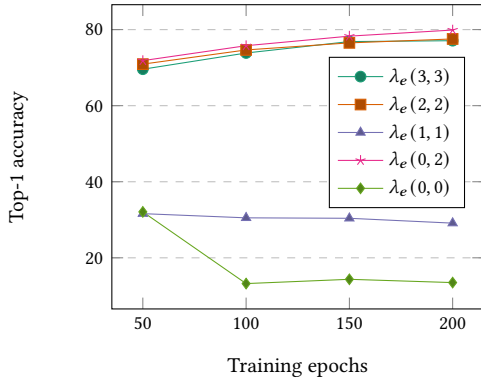 80
60
40
20
Top-1 accuracy
λe(3, 3)
λe(2, 2)
λe(1, 1)
λe(0, 2)
λe(0, 0)
50 100 150 200
Training epochs